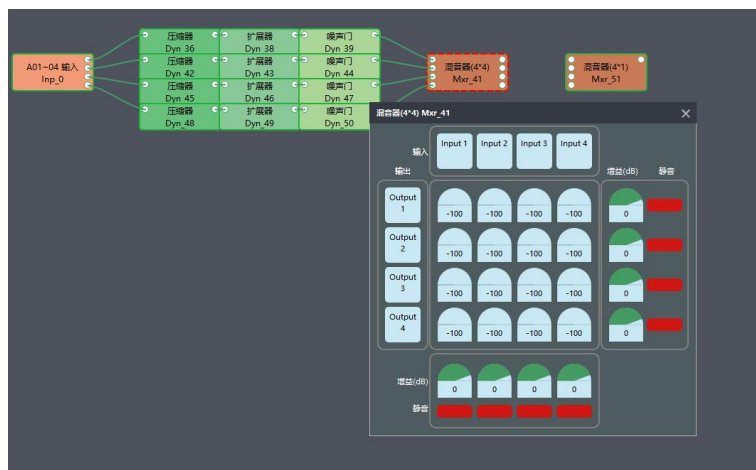 压缩器 扩展器 噪声门
Dyn_36 Dyn_38 Dyn_39
A01~04 输入
Inp_0
压缩器 扩展器 噪声门
Dyn_42 Dyn_43 Dyn_44
压缩器 扩展器 噪声门
Dyn_45 Dyn_46 Dyn_47
压缩器 扩展器 噪声门
Dyn_48 Dyn_49 Dyn_50
混音器(4*4)
Mxr_41
混音器(4*1)
Mxr_51
混音器(4*4) Mxr_41
输入
Input 1 Input 2 Input 3 Input 4
输出 增益(dB) 静音
Output
1
-100 -100 -100 -100 0
Output
2
-100 -100 -100 -100 0
Output
3
-100 -100 -100 -100 0
Output
4
-100 -100 -100 -100 0
增益(dB)
0 0 0 0
静音